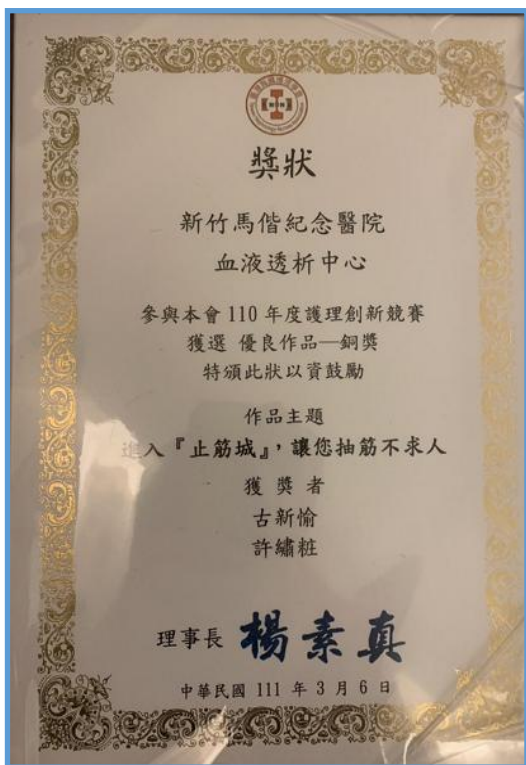 獎狀
新竹馬偕紀念醫院
血液透析中心
參與本會 110 年度護理創新競賽
獲選 優良作品—銅獎
特頒此狀以資鼓勵
作品主題
進入『止筋城』,讓您抽筋不求人
獲 獎 者
古新愉
許繡粧
理事長 楊素真
中華民國 111 年 3 月 6 日